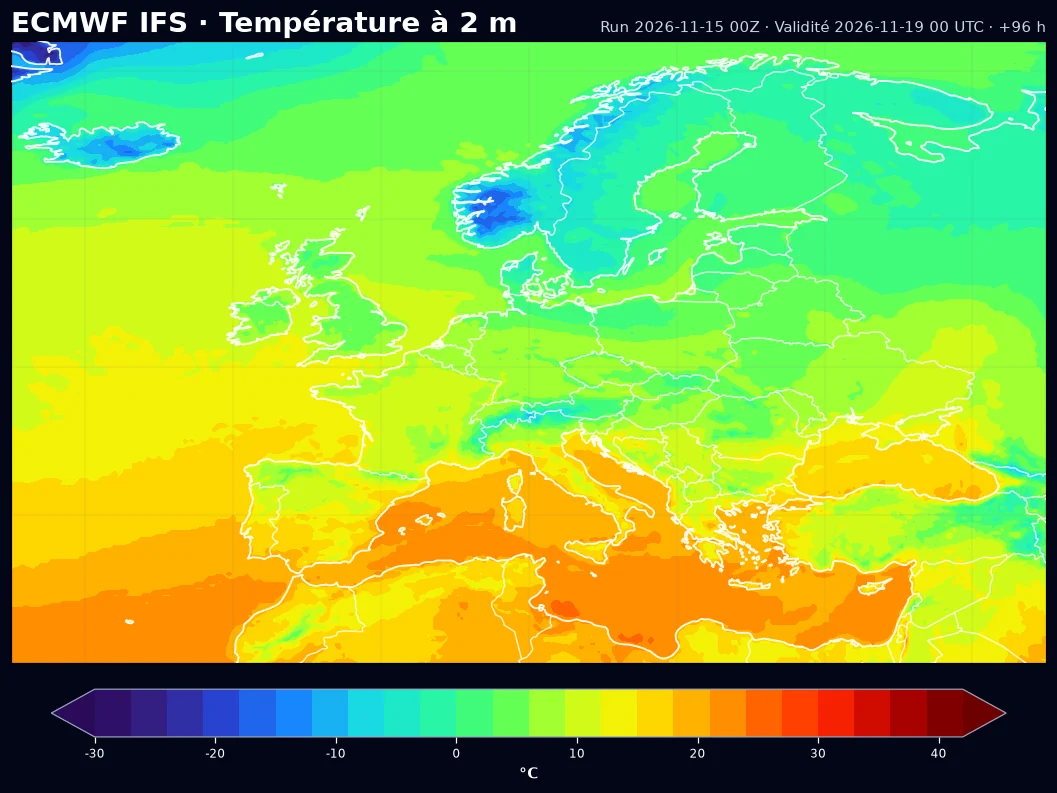 ECMWF IFS · Température à 2 m
Run 2026-11-15 00Z · Validité 2026-11-19 00 UTC · +96 h
-30 -20 -10 0 10 20 30 40
°C